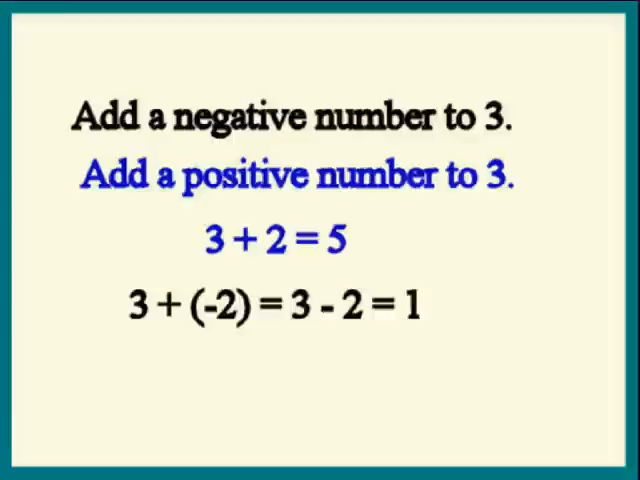 Add a negative number to 3.
Add a positive number to 3.
3 + 2 = 5
3 + (-2) = 3 - 2 = 1